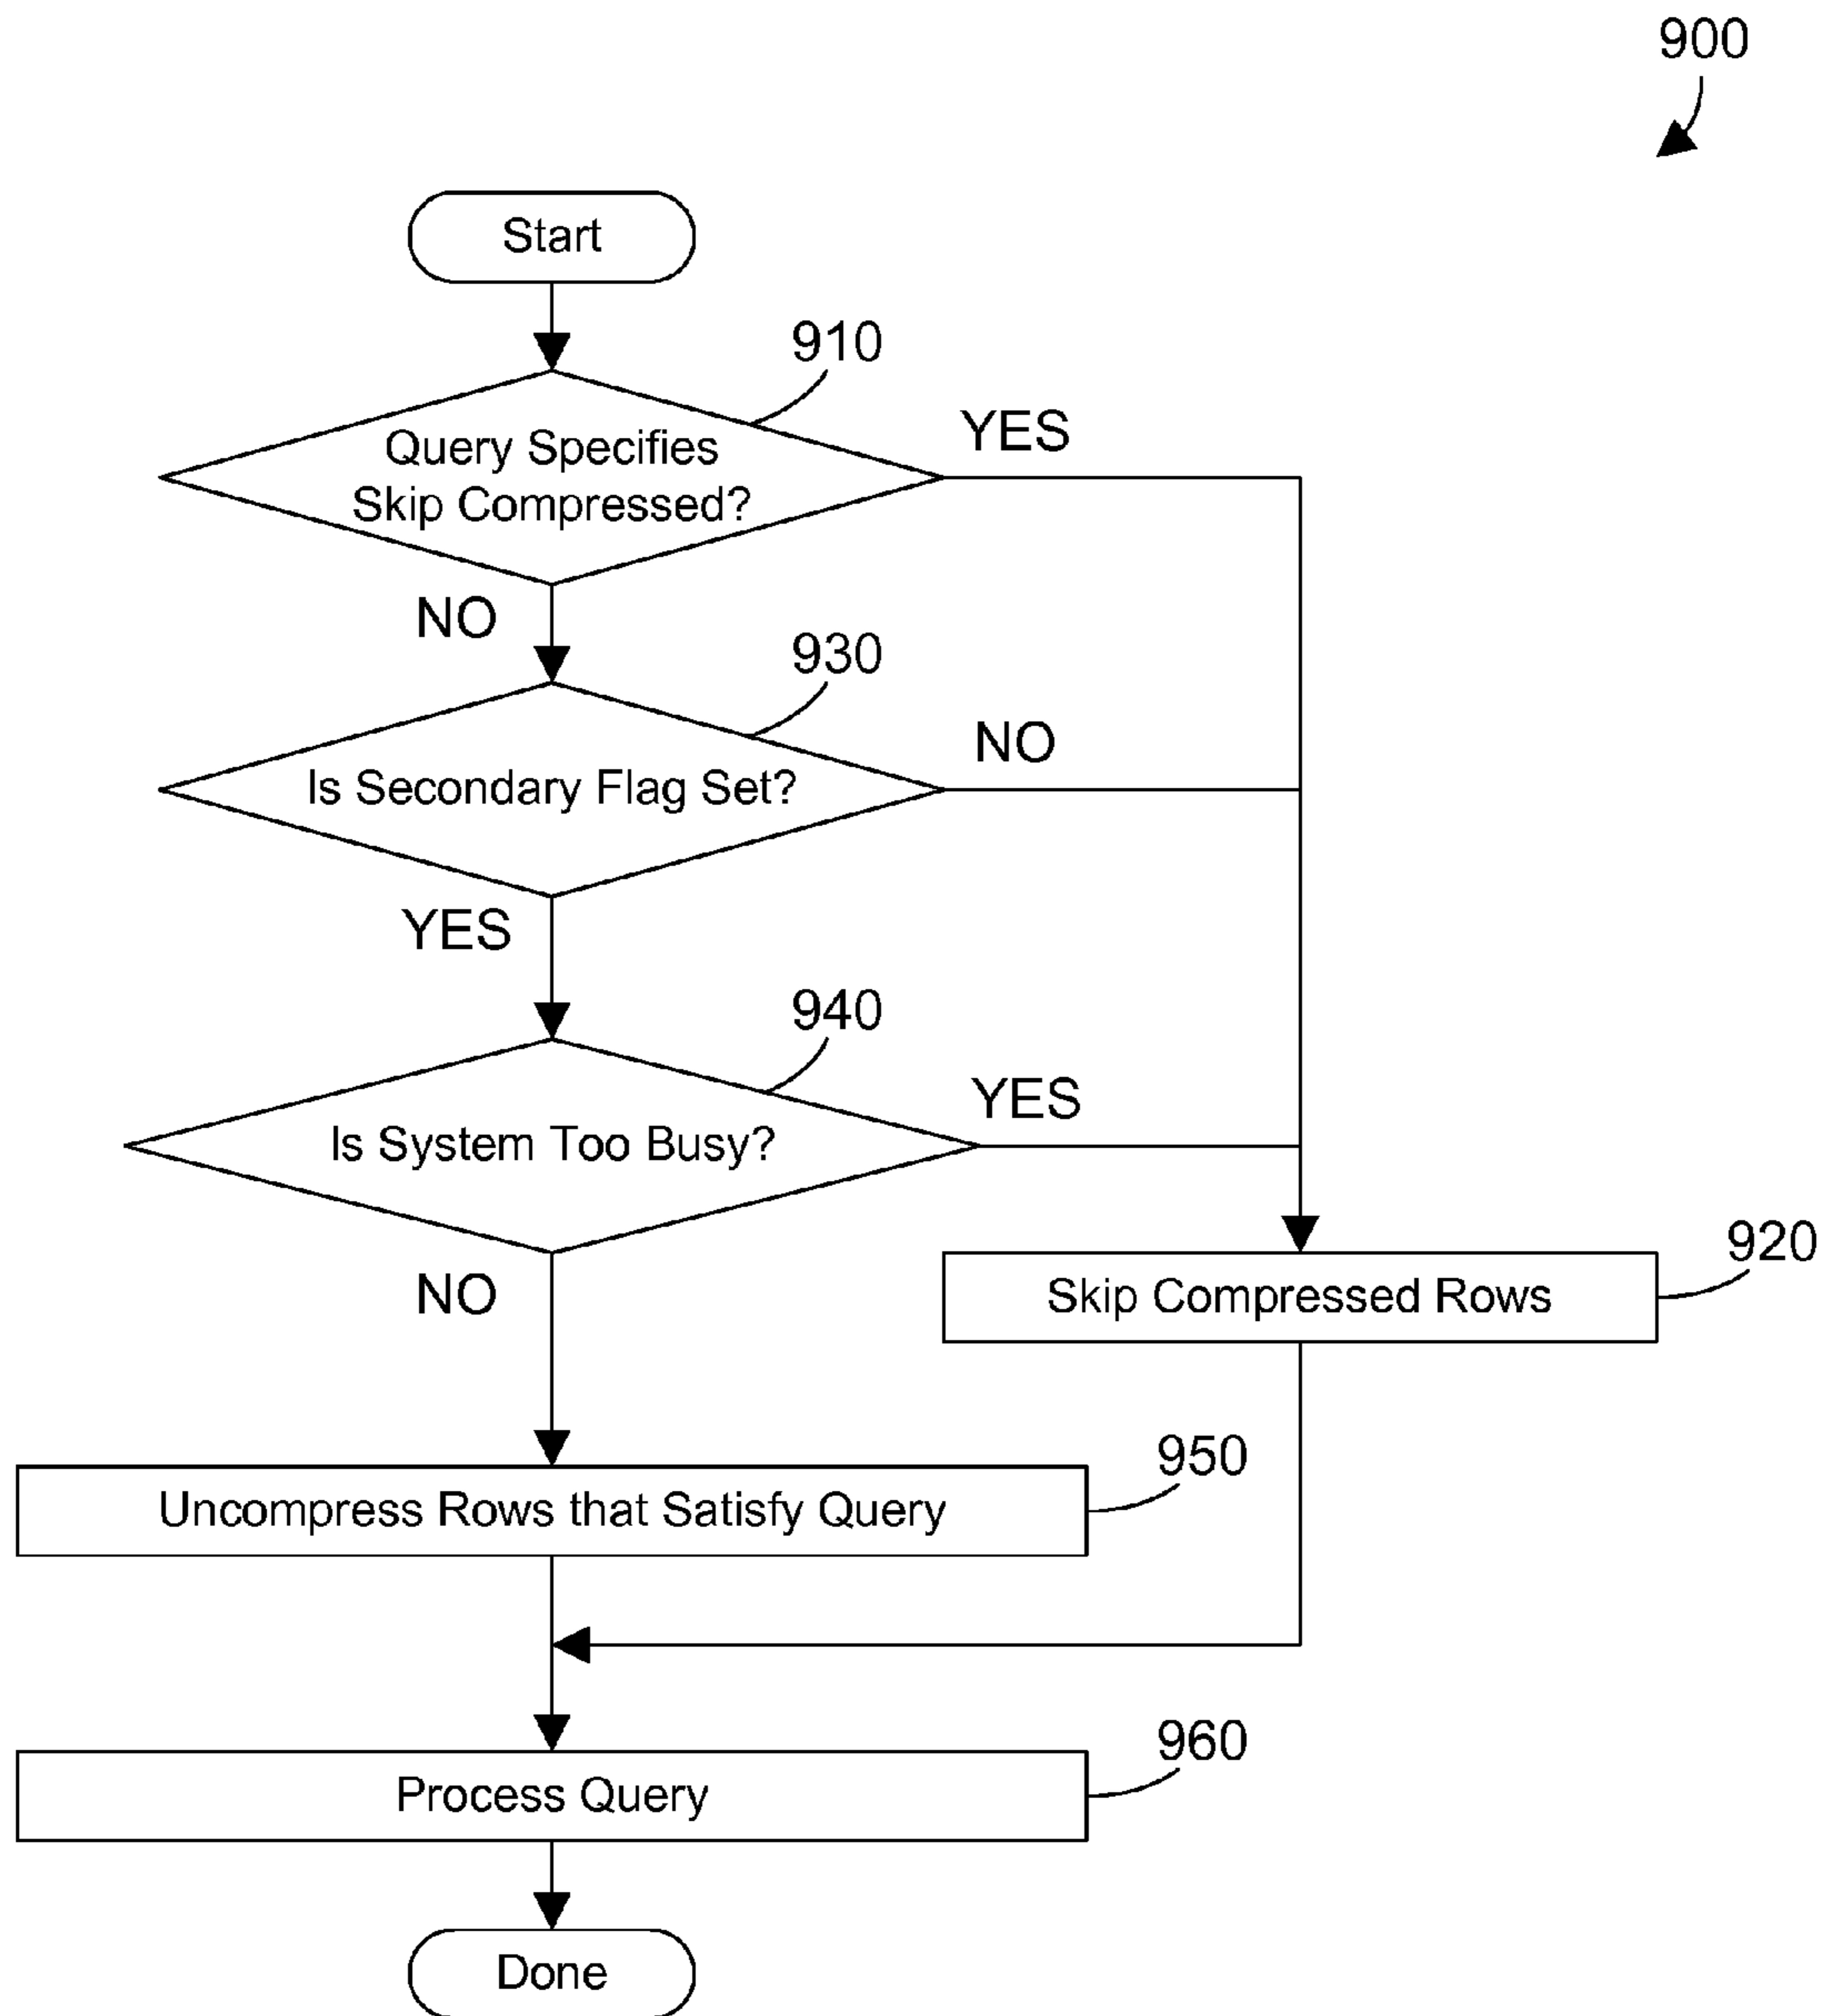 900
Start
910
Query Specifies
Skip Compressed?
YES
NO
930
Is Secondary Flag Set?
NO
YES
940
Is System Too Busy?
YES
NO
920
Skip Compressed Rows
950
Uncompress Rows that Satisfy Query
960
Process Query
Done